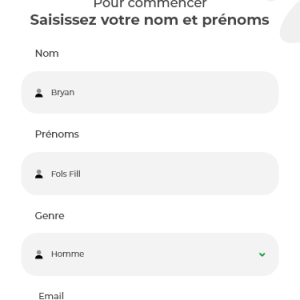 Pour commencer
Saisissez votre nom et prénoms
Nom
Bryan
Prénoms
Fols Fill
Genre
Homme
Email